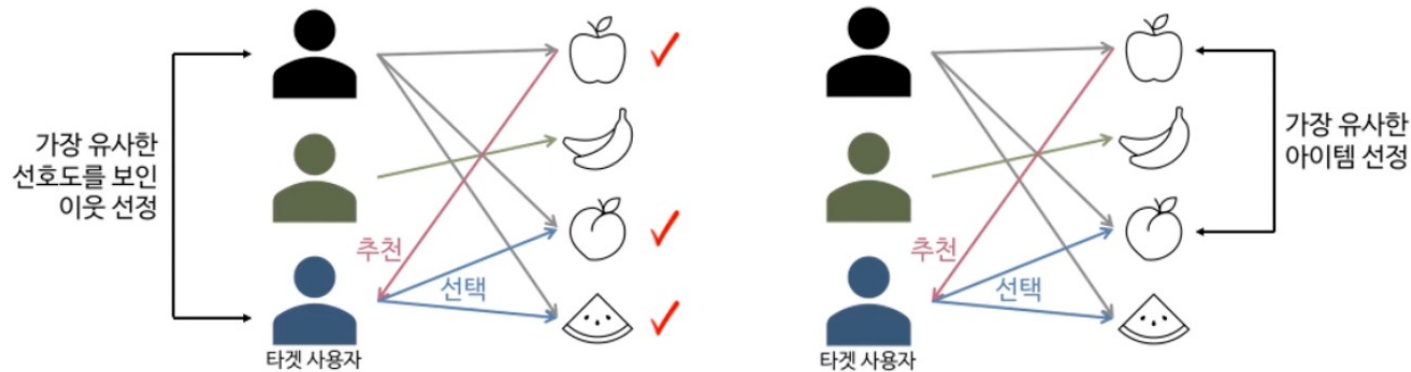 가장 유사한
선호도를 보인
이웃 선정
추천
선택
타겟 사용자
가장 유사한
아이템 선정
추천
선택
타겟 사용자